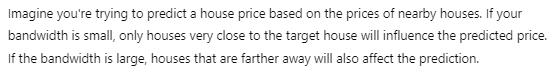 Imagine you're trying to predict a house price based on the prices of nearby houses. If your
bandwidth is small, only houses very close to the target house will influence the predicted price.
If the bandwidth is large, houses that are farther away will also affect the prediction.